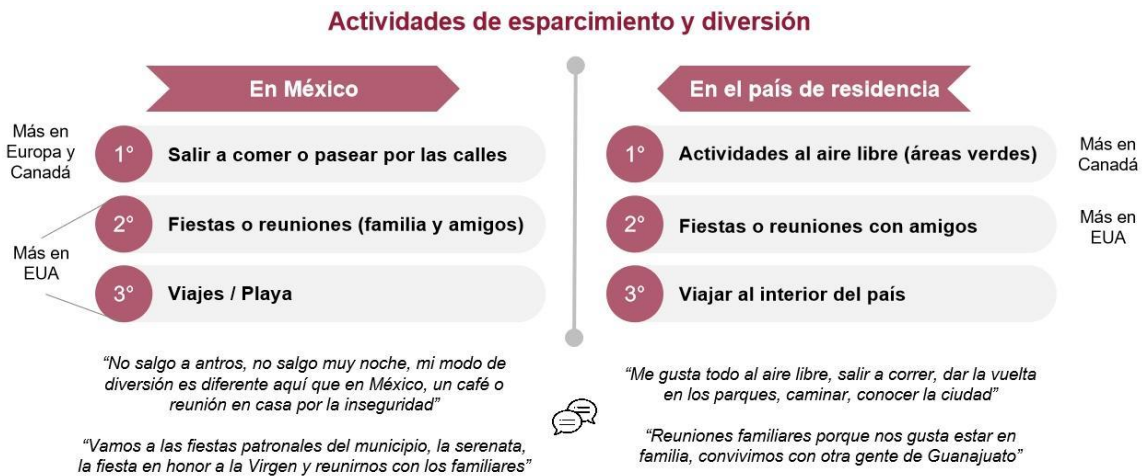 Actividades de esparcimiento y diversión
En México
Más en
Europa y
Canadá
1° Salir a comer o pasear por las calles
2° Fiestas o reuniones (familia y amigos)
Más en
EUA
3° Viajes / Playa
“No salgo a antros, no salgo muy noche, mi modo de
diversión es diferente aquí que en México, un café o
reunión en casa por la inseguridad”
“Vamos a las fiestas patronales del municipio, la serenata,
la fiesta en honor a la Virgen y reunirnos con los familiares”
En el país de residencia
1° Actividades al aire libre (áreas verdes)
Más en
Canadá
2° Fiestas o reuniones con amigos
Más en
EUA
3° Viajar al interior del país
“Me gusta todo al aire libre, salir a correr, dar la vuelta
en los parques, caminar, conocer la ciudad”
“Reuniones familiares porque nos gusta estar en
familia, convivimos con otra gente de Guanajuato”